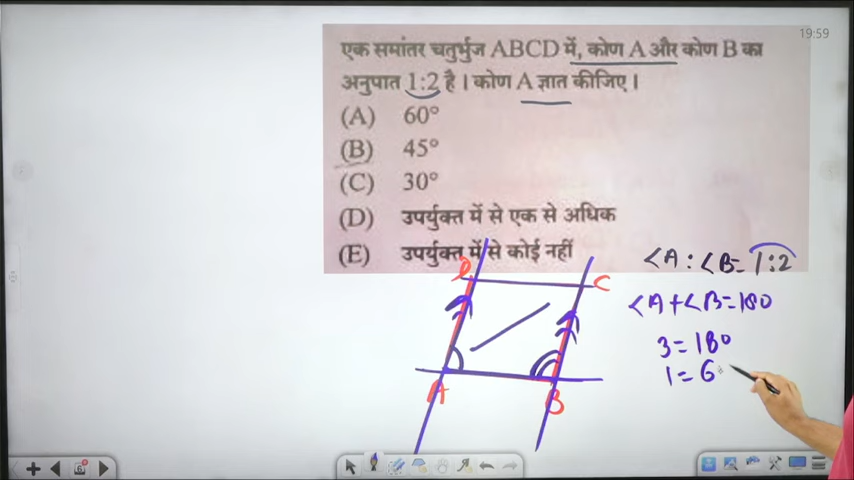 19:59
एक समांतर चतुर्भुज ABCD में, कोण A और कोण B का
अनुपात 1:2 है । कोण A ज्ञात कीजिए ।
(A) 60°
(B) 45°
(C) 30°
(D) उपर्युक्त में से एक से अधिक
(E) उपर्युक्त में से कोई नहीं
∠A : ∠B = 1:2
∠A + ∠B = 180
3 = 180
1 = 6
D C
A B